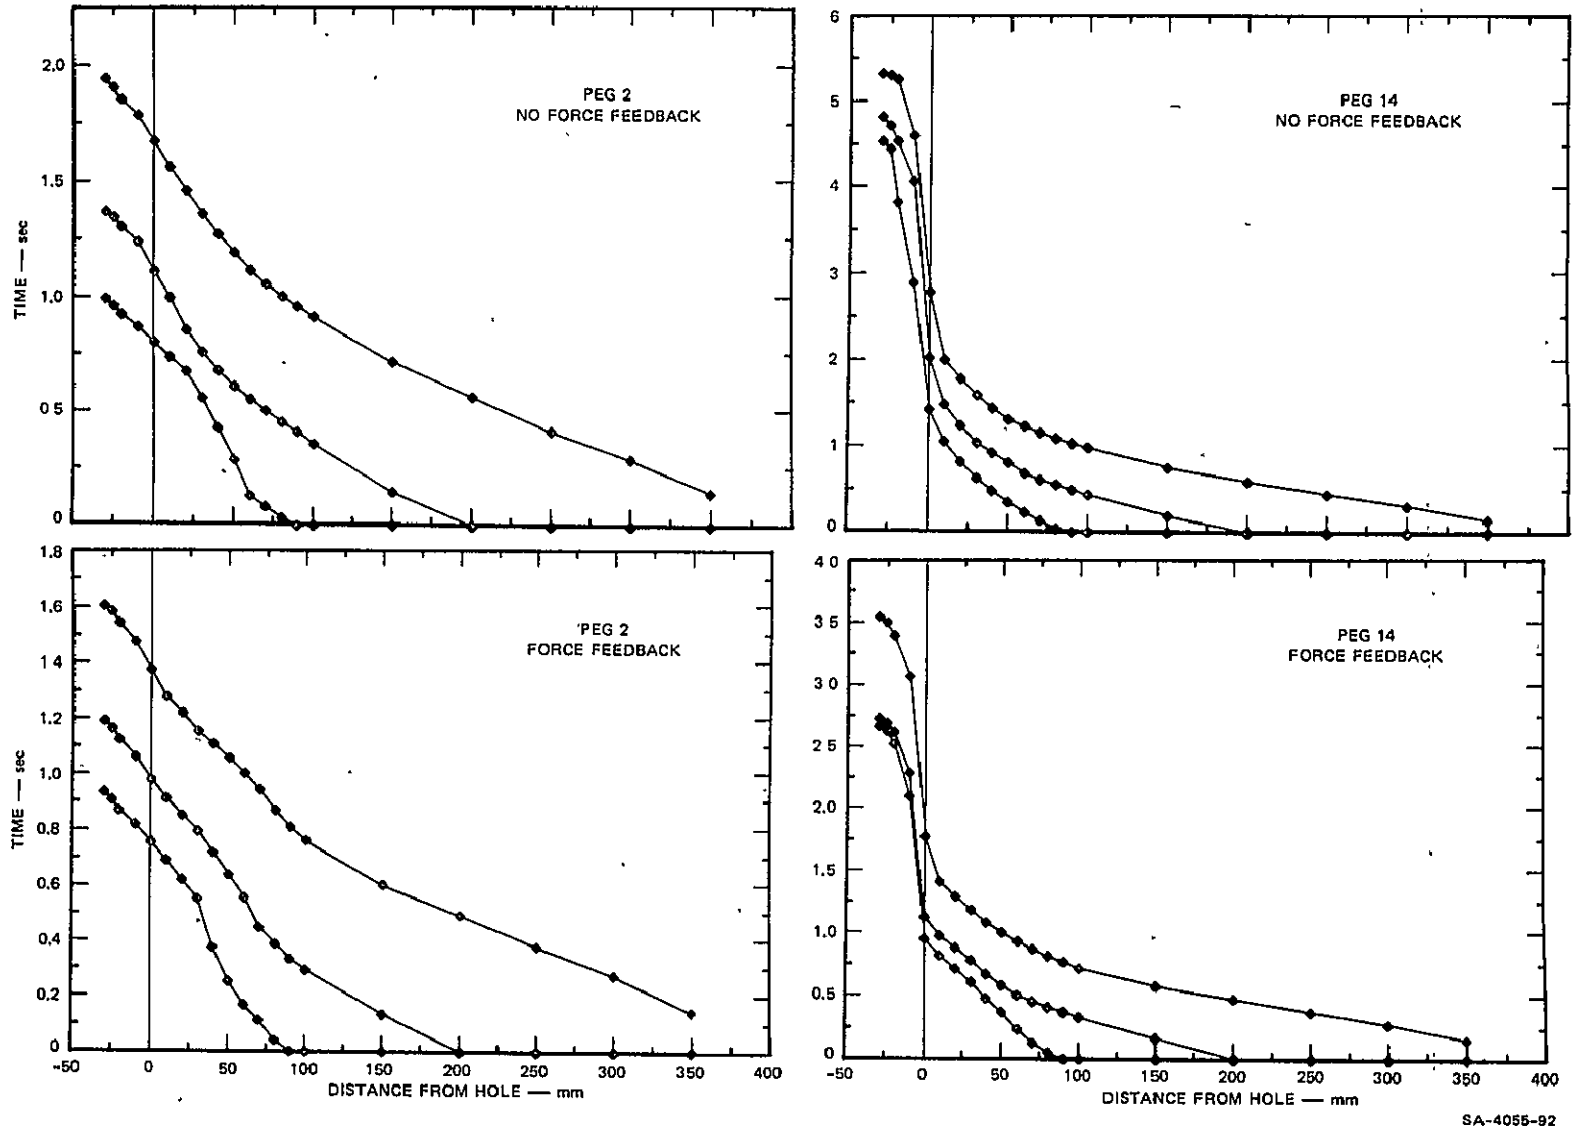 2.0
1.5
1.0
0 5
0
TIME — sec
PEG 2
NO FORCE FEEDBACK
6
5
4
3
2
1
0
PEG 14
NO FORCE FEEDBACK
1.8
1.6
1.4
1.2
1.0
0.8
0.6
0.4
0.2
0
TIME — sec
PEG 2
FORCE FEEDBACK
-50 0 50 100 150 200 250 300 350 400
DISTANCE FROM HOLE — mm
4 0
3 5
3 0
2 5
2 0
1.5
1.0
0.5
0
PEG 14
FORCE FEEDBACK
-50 0 50 100 150 200 250 300 350 400
DISTANCE FROM HOLE — mm
SA-4055-92